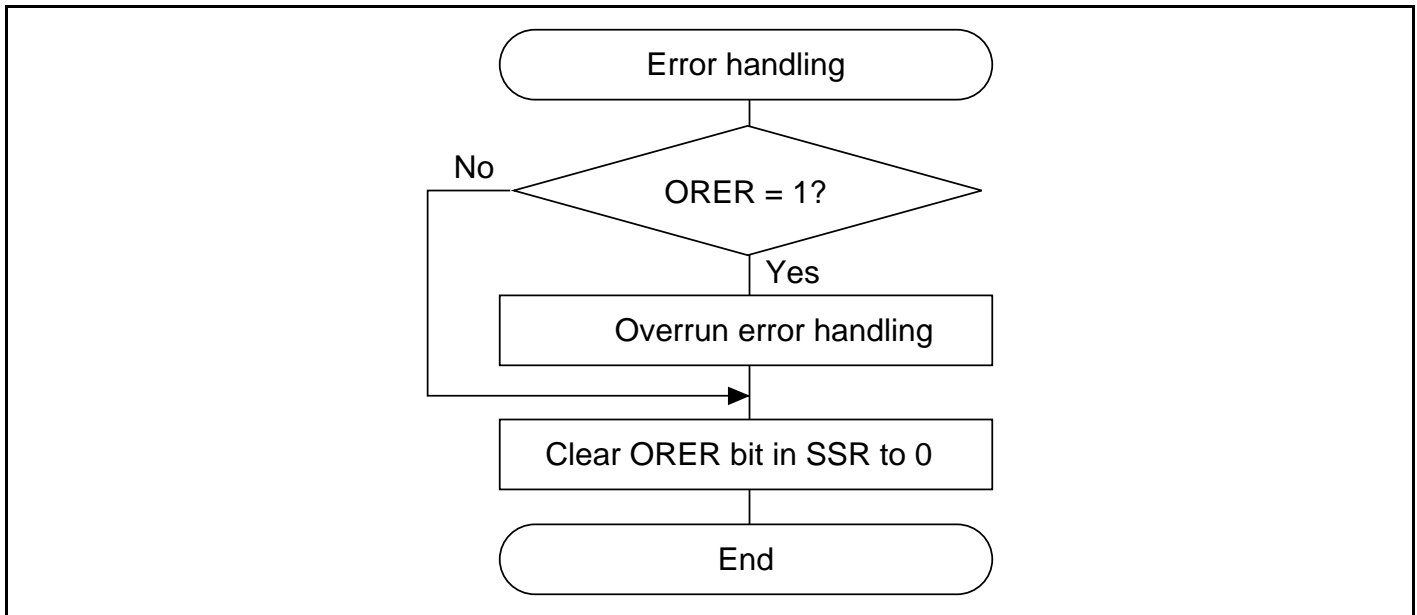 Error handling
No
ORER = 1?
Yes
Overrun error handling
Clear ORER bit in SSR to 0
End